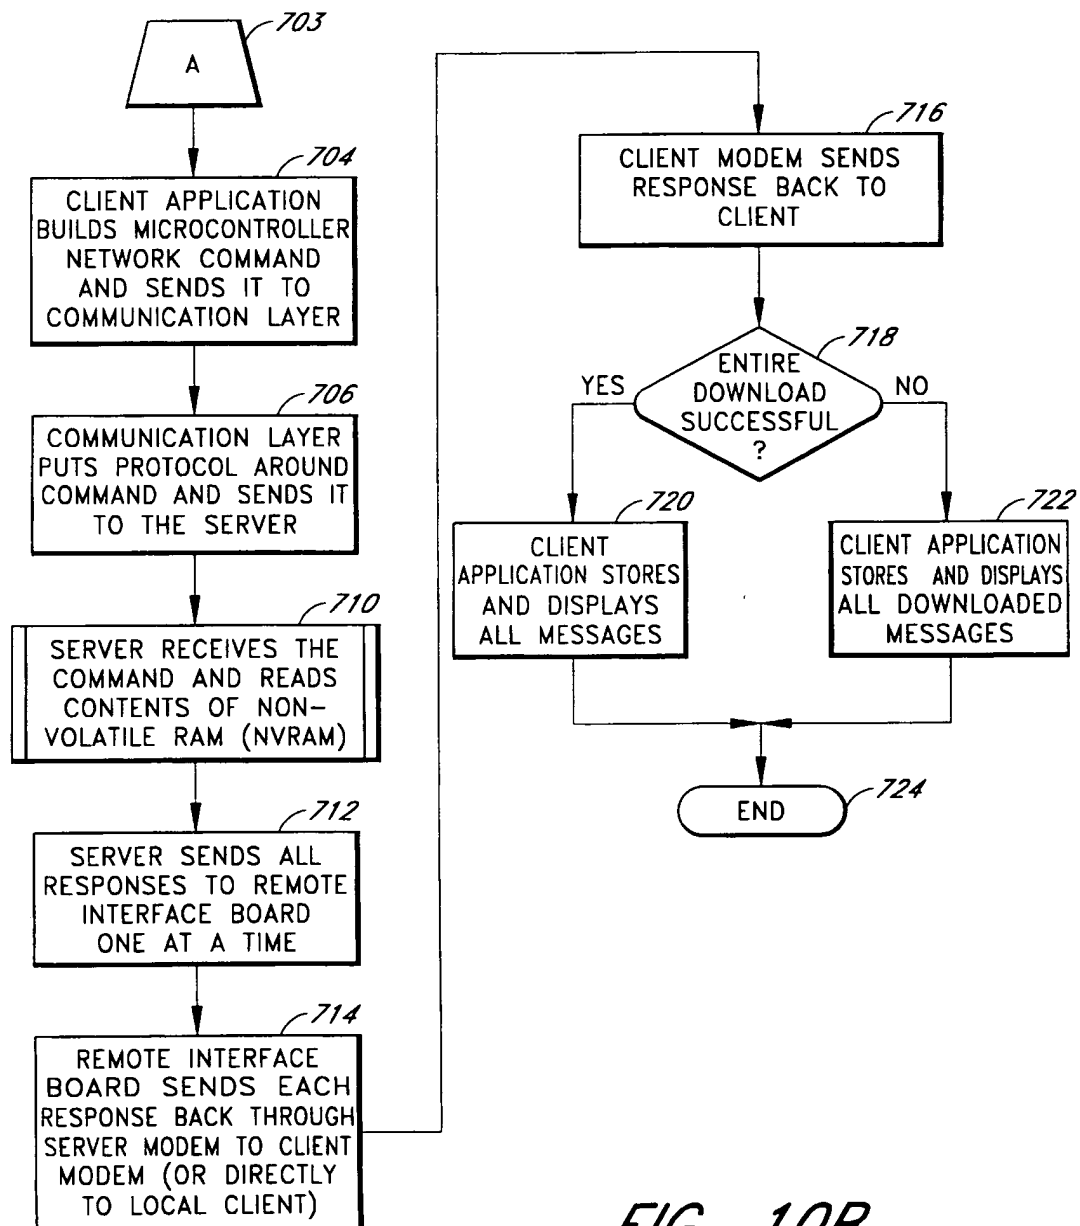 703
A
704
CLIENT APPLICATION
BUILDS MICROCONTROLLER
NETWORK COMMAND
AND SENDS IT TO
COMMUNICATION LAYER
706
COMMUNICATION LAYER
PUTS PROTOCOL AROUND
COMMAND AND SENDS IT
TO THE SERVER
710
SERVER RECEIVES THE
COMMAND AND READS
CONTENTS OF NON-
VOLATILE RAM (NVRAM)
712
SERVER SENDS ALL
RESPONSES TO REMOTE
INTERFACE BOARD
ONE AT A TIME
714
REMOTE INTERFACE
BOARD SENDS EACH
RESPONSE BACK THROUGH
SERVER MODEM TO CLIENT
MODEM (OR DIRECTLY
TO LOCAL CLIENT)
716
CLIENT MODEM SENDS
RESPONSE BACK TO
CLIENT
718
ENTIRE
DOWNLOAD
SUCCESSFUL
?
YES
NO
720
CLIENT
APPLICATION STORES
AND DISPLAYS
ALL MESSAGES
722
CLIENT APPLICATION
STORES AND DISPLAYS
ALL DOWNLOADED
MESSAGES
724
END
FIG. 10B